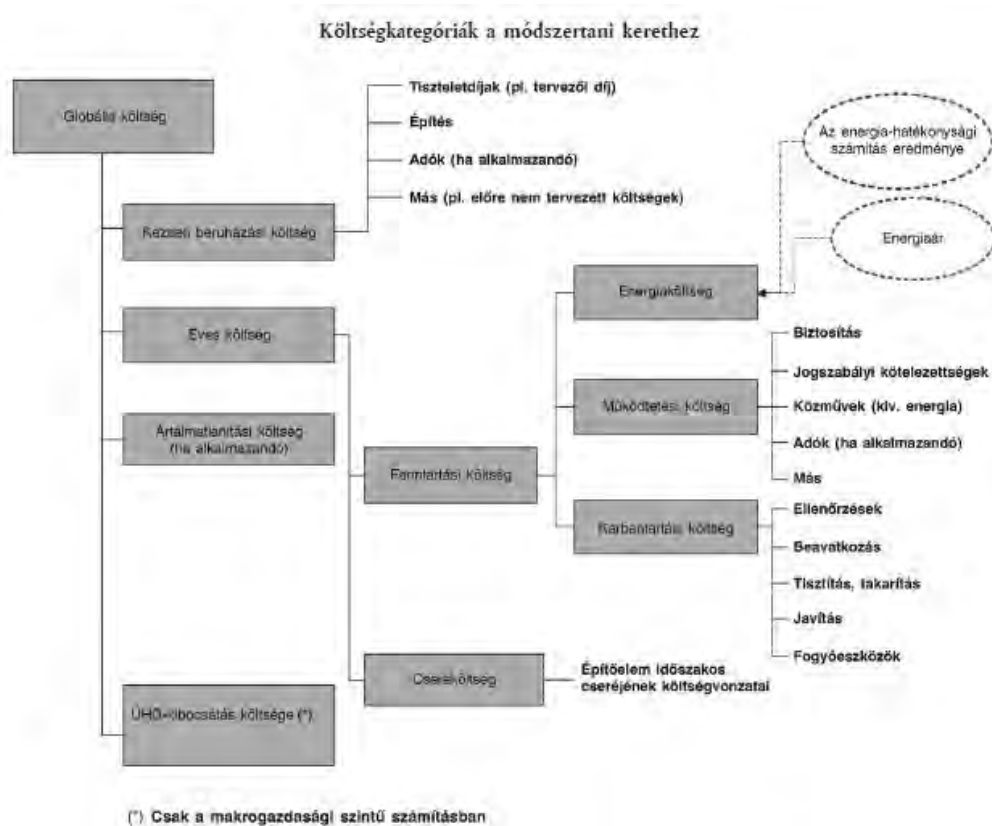 Költségkategóriák a módszertani kerethez
Globális költség
Tiszteletdíjak (pl. tervezői díj)
Építés
Adók (ha alkalmazandó)
Más (pl. előre nem tervezett költségek)
Kezdeti beruházási költség
Az energia-hatékonysági
számítás eredménye
Energiaár
Energiaköltség
Éves költség
Biztosítás
Jogszabályi kötelezettségek
Működtetési költség
Közművek (kiv. energia)
Adók (ha alkalmazandó)
Más
Ártalmatlanítási költség
(ha alkalmazandó)
Fenntartási költség
Karbantartási költség
Ellenőrzések
Beavatkozás
Tisztítás, takarítás
Javítás
Fogyóeszközök
Csereköltség
Építőelem időszakos
cseréjének költségvonzatai
ÜHG-kibocsátás költsége (*)
(*) Csak a makrogazdasági szintű számításban